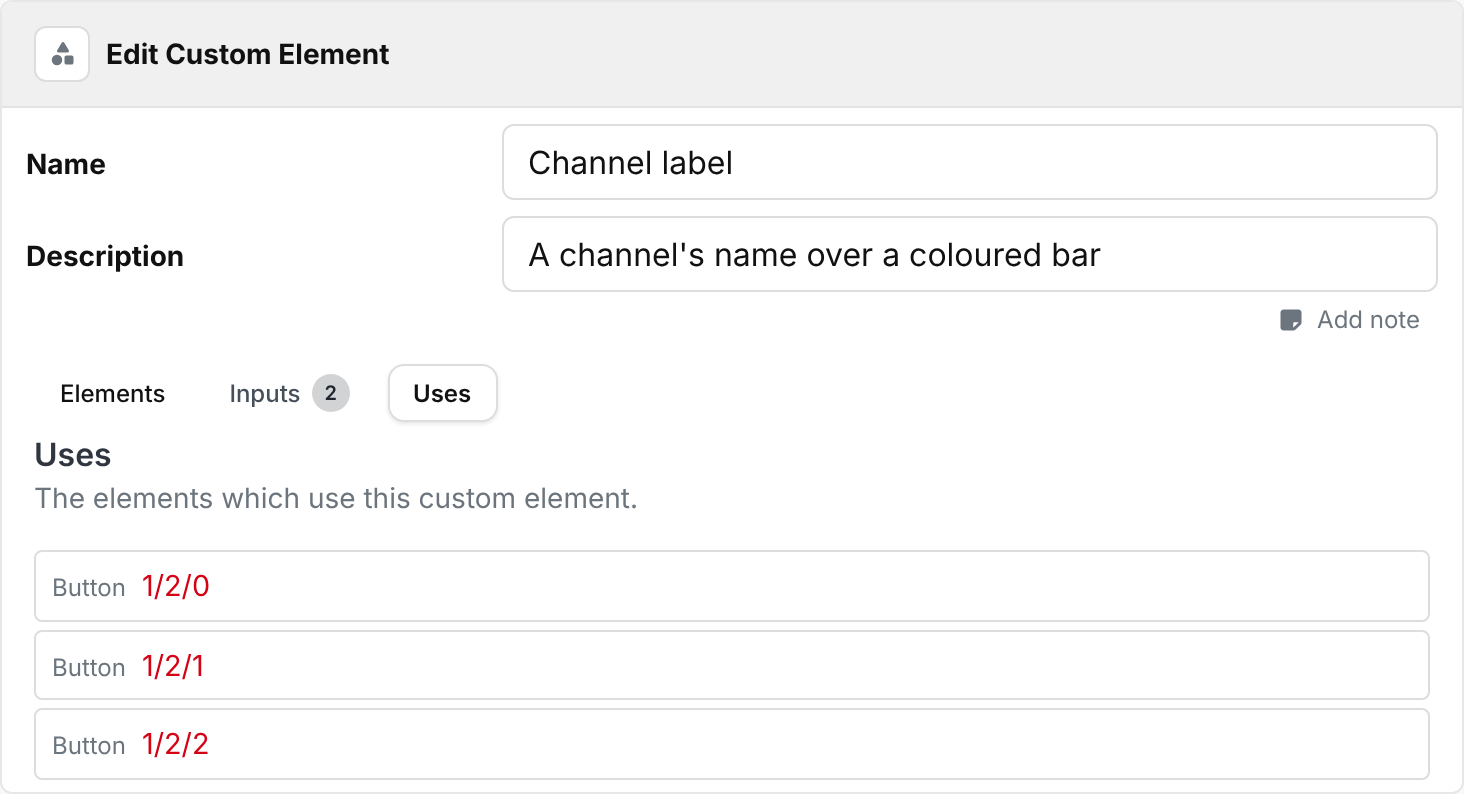 Edit Custom Element
Name
Channel label
Description
A channel's name over a coloured bar
Add note
Elements Inputs 2 Uses
Uses
The elements which use this custom element.
Button 1/2/0
Button 1/2/1
Button 1/2/2